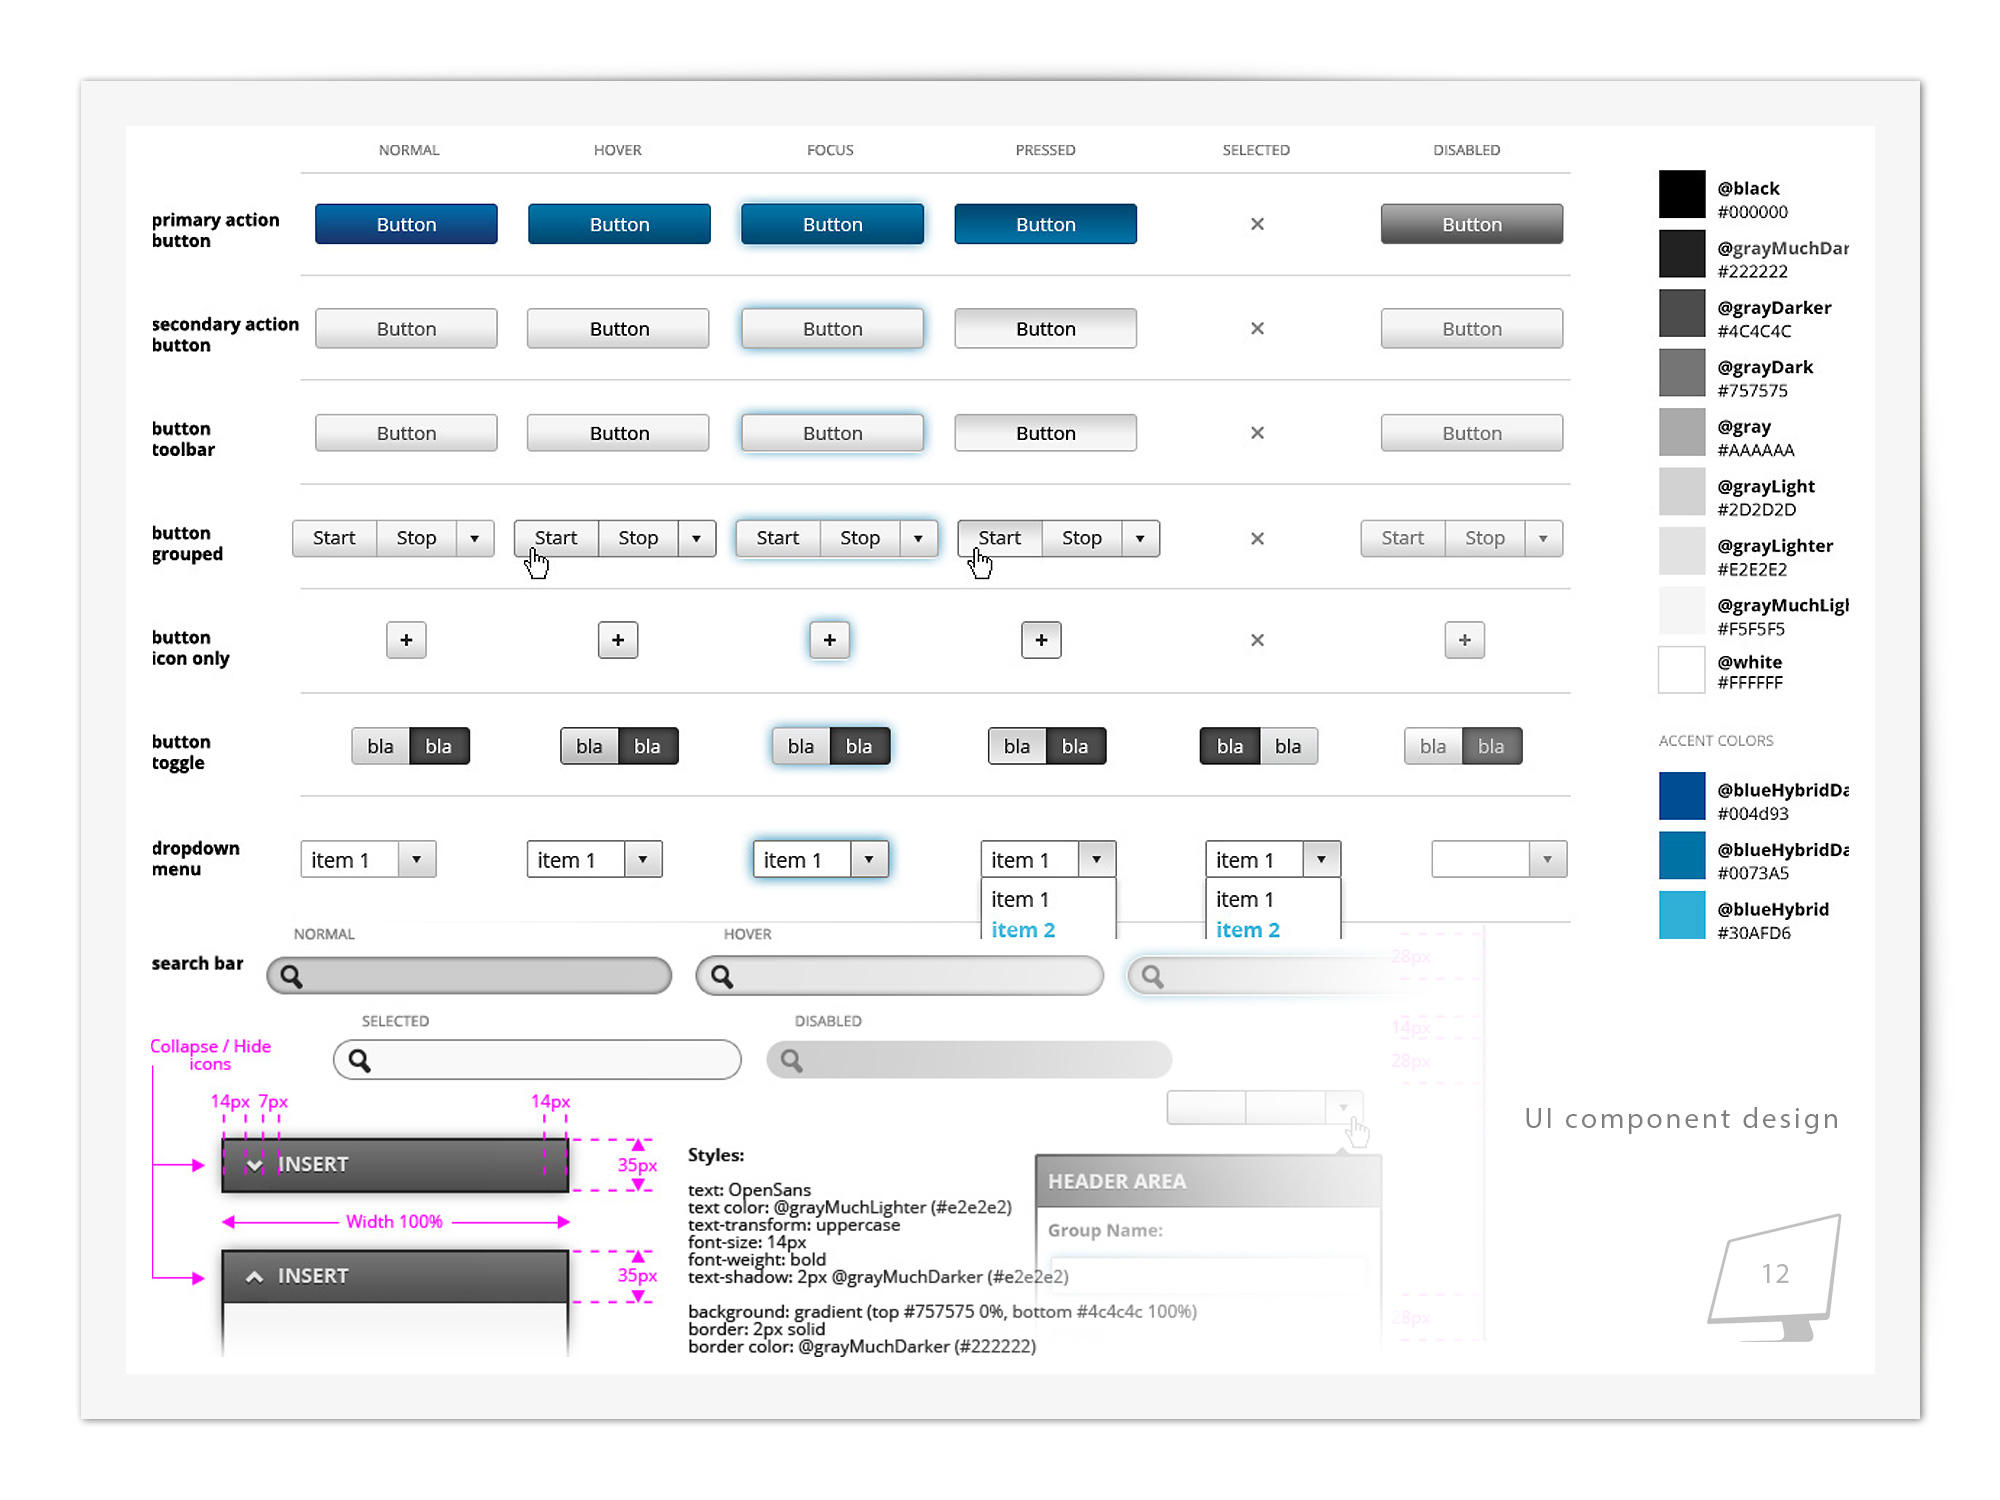 NORMAL HOVER FOCUS PRESSED SELECTED DISABLED
primary action
button
Button Button Button Button × Button
secondary action
button
Button Button Button Button × Button
button
toolbar
Button Button Button Button × Button
button
grouped
Start Stop Start Stop Start Stop Start Stop × Start Stop
button
icon only
+ + + + × +
button
toggle
bla bla bla bla bla bla bla bla bla bla bla bla
dropdown
menu
item 1 item 1 item 1 item 1 item 1
item 1 item 1
item 2 item 2
@black
#000000
@grayMuchDar
#222222
@grayDarker
#4C4C4C
@grayDark
#757575
@gray
#AAAAAA
@grayLight
#2D2D2D
@grayLighter
#E2E2E2
@grayMuchLigh
#F5F5F5
@white
#FFFFFF
ACCENT COLORS
@blueHybridDa
#004d93
@blueHybridDa
#0073A5
@blueHybrid
#30AFD6
NORMAL HOVER
search bar
SELECTED DISABLED
28px
14px
28px
Collapse / Hide
icons
14px 7px 14px
INSERT
35px
Width 100%
INSERT
35px
Styles:
text: OpenSans
text color: @grayMuchLighter (#e2e2e2)
text-transform: uppercase
font-size: 14px
font-weight: bold
text-shadow: 2px @grayMuchDarker (#e2e2e2)
background: gradient (top #757575 0%, bottom #4c4c4c 100%)
border: 2px solid
border color: @grayMuchDarker (#222222)
HEADER AREA
Group Name:
28px
UI component design
12